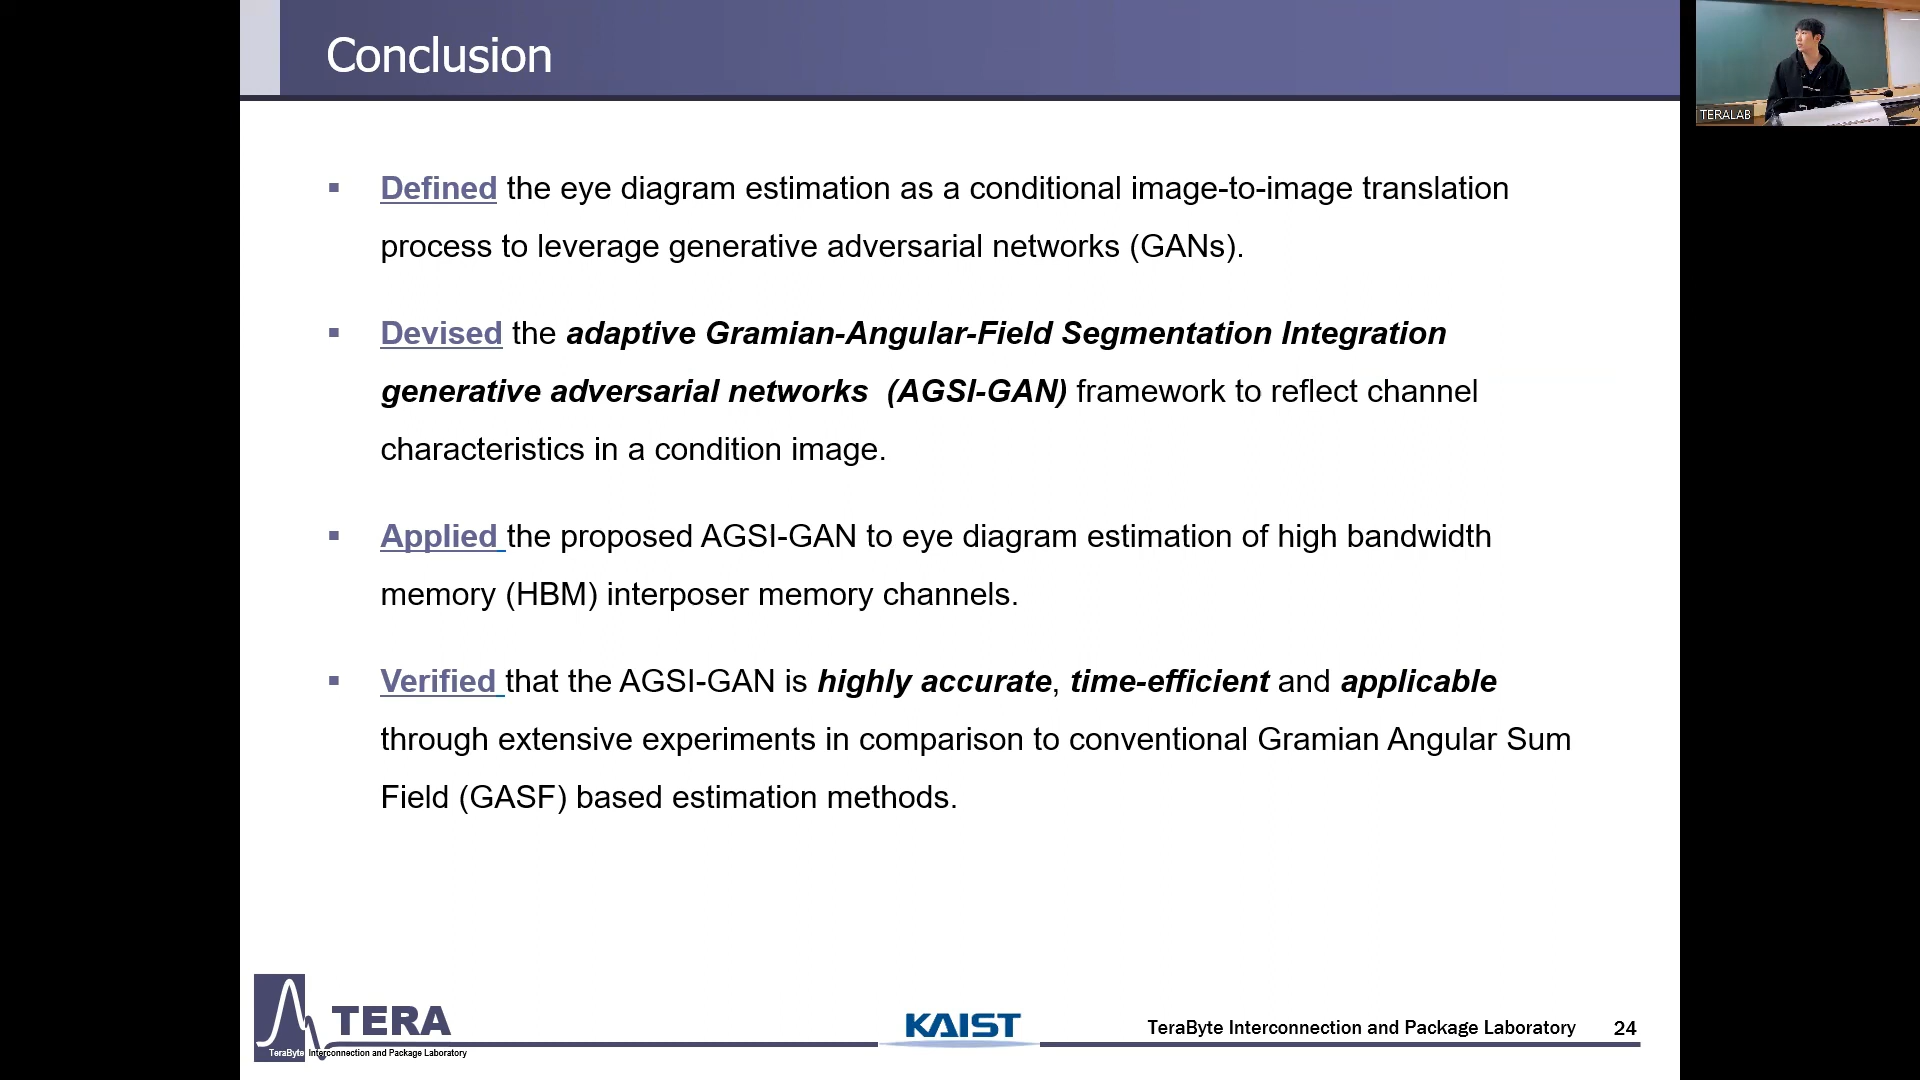 Conclusion
TERALAB
▪ Defined the eye diagram estimation as a conditional image-to-image translation
process to leverage generative adversarial networks (GANs).
▪ Devised the adaptive Gramian-Angular-Field Segmentation Integration
generative adversarial networks (AGSI-GAN) framework to reflect channel
characteristics in a condition image.
▪ Applied the proposed AGSI-GAN to eye diagram estimation of high bandwidth
memory (HBM) interposer memory channels.
▪ Verified that the AGSI-GAN is highly accurate, time-efficient and applicable
through extensive experiments in comparison to conventional Gramian Angular Sum
Field (GASF) based estimation methods.
TERA
TeraByte Interconnection and Package Laboratory
KAIST
TeraByte Interconnection and Package Laboratory 24